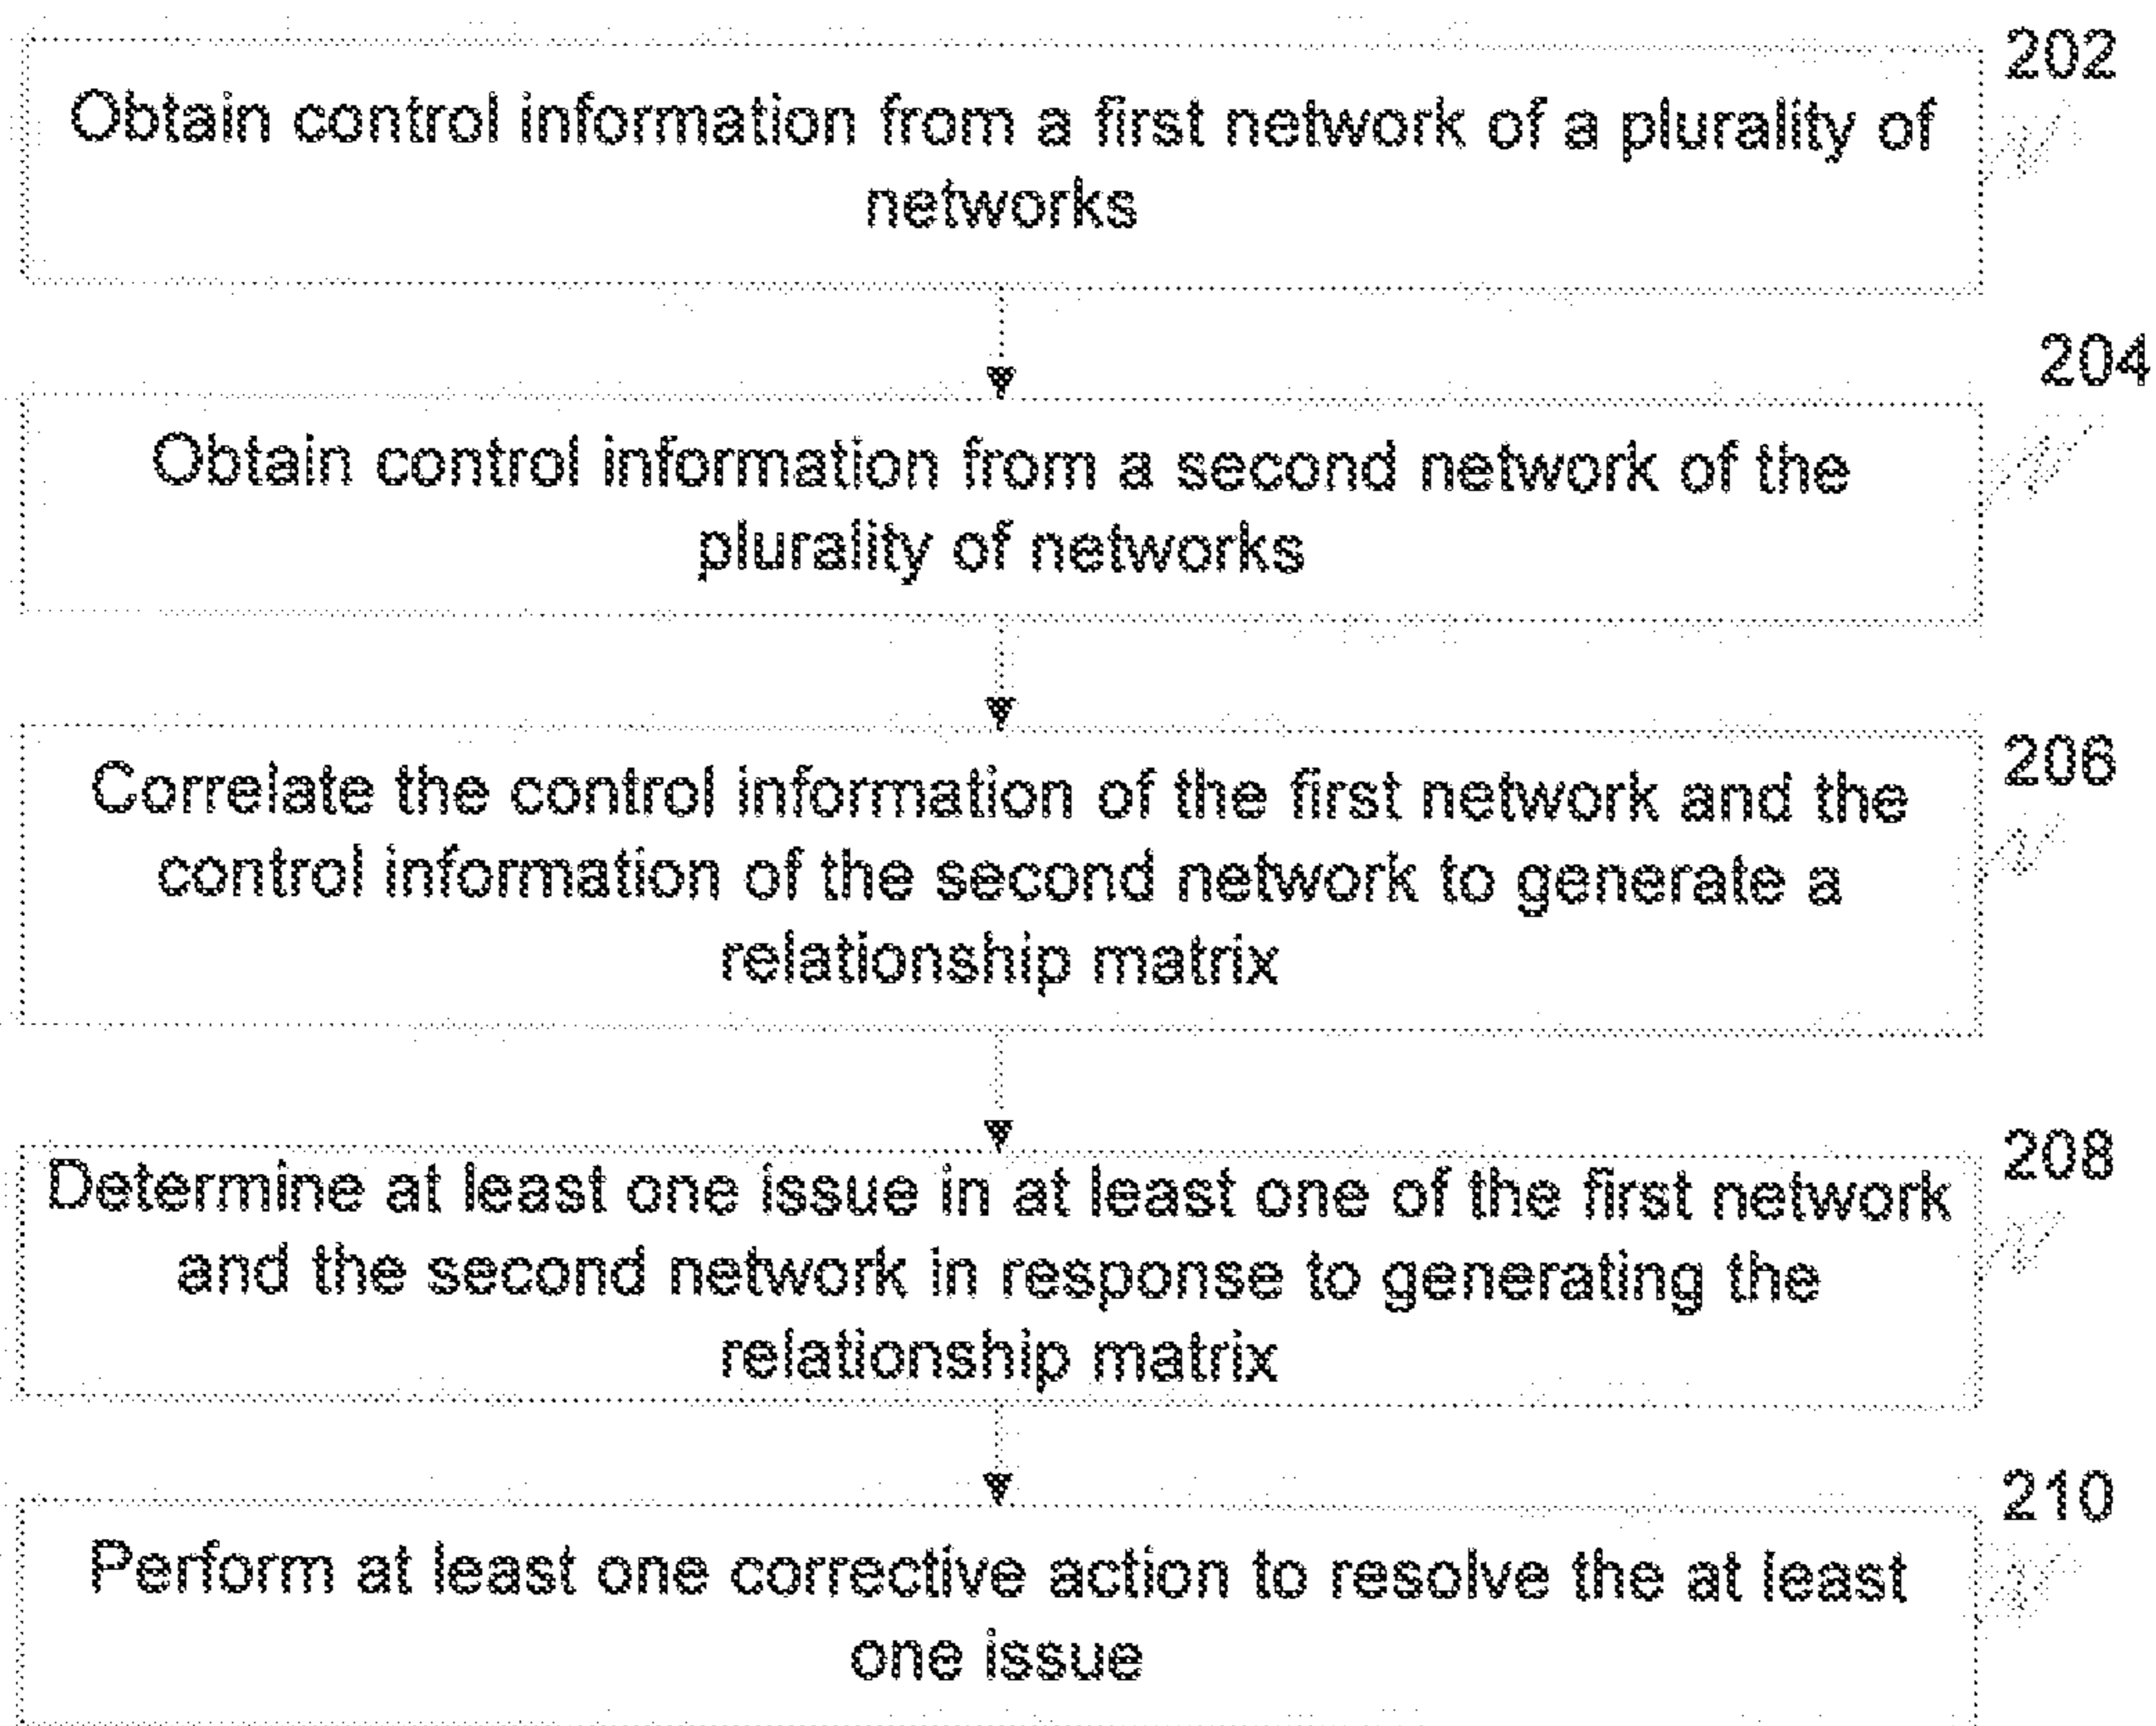 202
Obtain control information from a first network of a plurality of
networks
204
Obtain control information from a second network of the
plurality of networks
206
Correlate the control information of the first network and the
control information of the second network to generate a
relationship matrix
208
Determine at least one issue in at least one of the first network
and the second network in response to generating the
relationship matrix
210
Perform at least one corrective action to resolve the at least
one issue